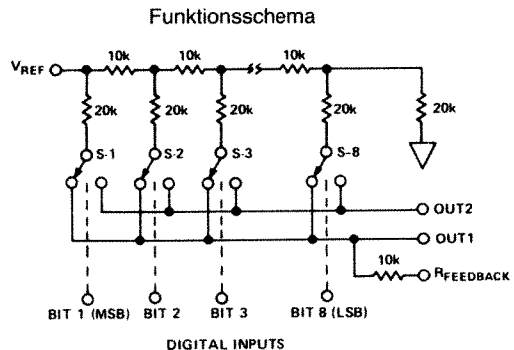 Funktionsschema
10k 10k 10k
VREF
20k 20k 20k 20k 20k
S-1 S-2 S-3 S-8
OUT2
OUT1
10k
RFEEDBACK
BIT 1 (MSB) BIT 2 BIT 3 BIT 8 (LSB)
DIGITAL INPUTS